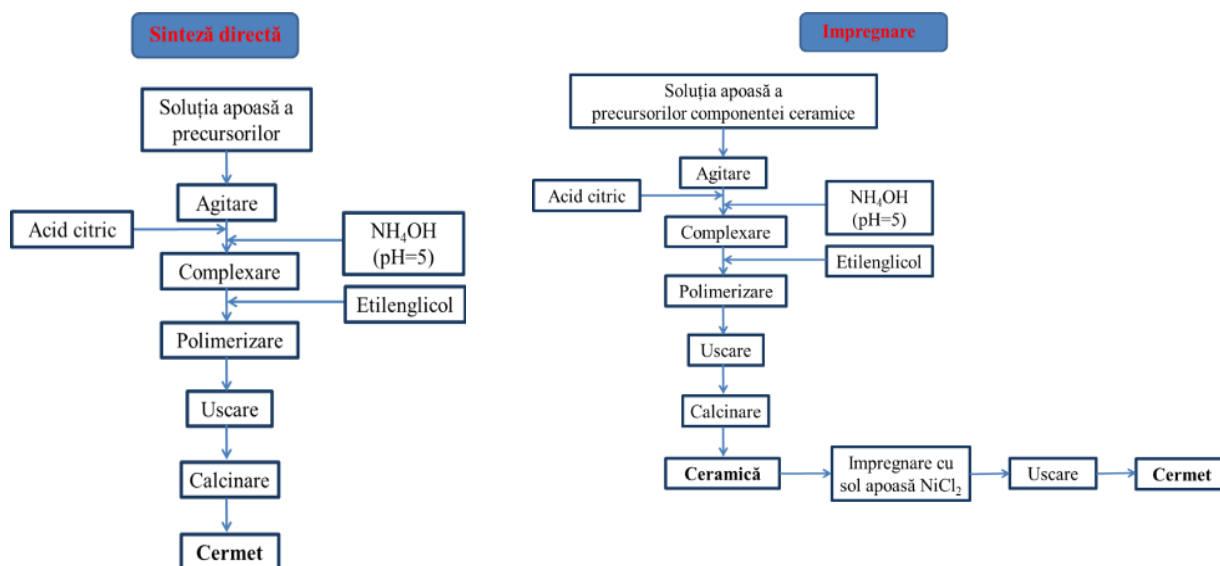 Sinteză directă
Soluția apoasă a
precursorilor
Agitare
Acid citric
NH₄OH
(pH=5)
Complexare
Etilenglicol
Polimerizare
Uscare
Calcinare
Cermet
Impregnare
Soluția apoasă a
precursorilor componentei ceramice
Agitare
Acid citric
NH₄OH
(pH=5)
Complexare
Etilenglicol
Polimerizare
Uscare
Calcinare
Ceramică
Impregnare cu
sol apoasă NiCl₂
Uscare
Cermet